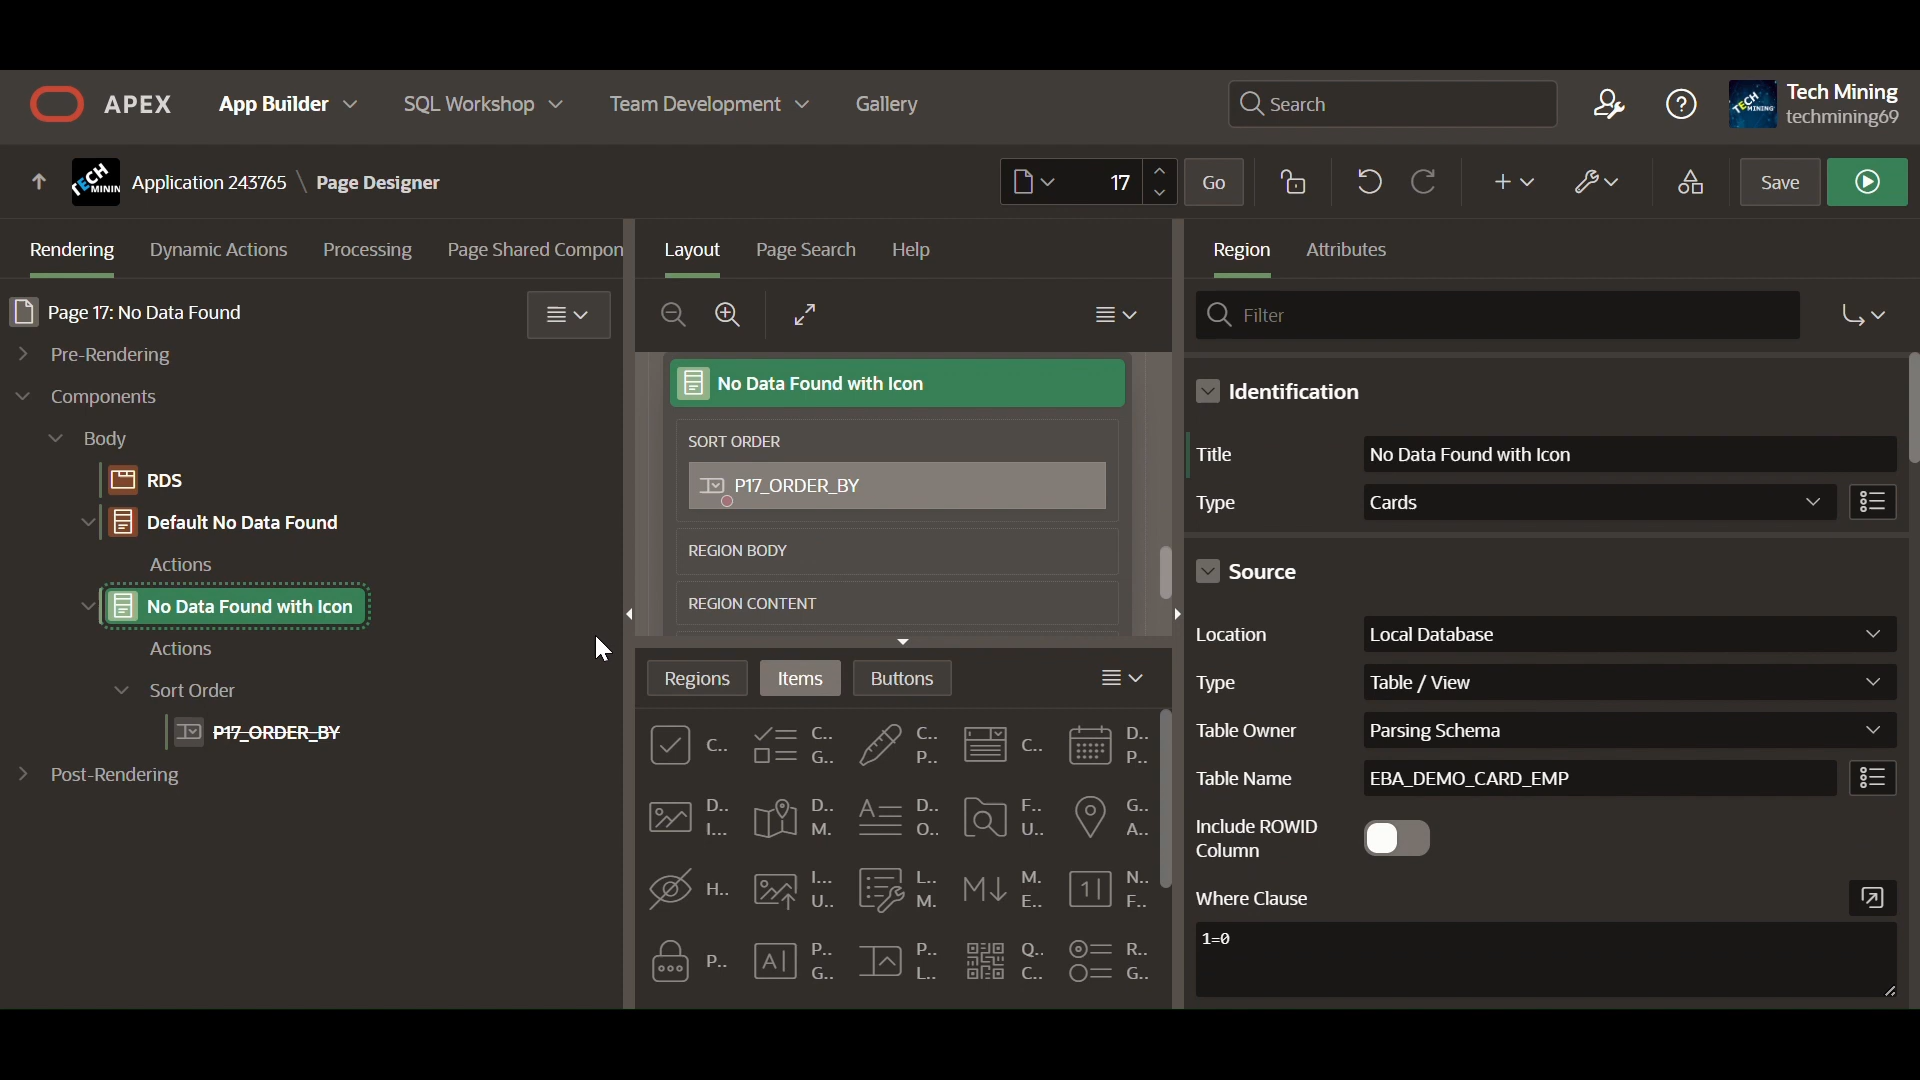 APEX
App Builder
SQL Workshop
Team Development
Gallery
Search
Tech Mining
techmining69
Application 243765 \ Page Designer
17
Go
Save
Rendering
Dynamic Actions
Processing
Page Shared Compon
Page 17: No Data Found
Pre-Rendering
Components
Body
RDS
Default No Data Found
Actions
No Data Found with Icon
Actions
Sort Order
P17_ORDER_BY
Post-Rendering
Layout
Page Search
Help
No Data Found with Icon
SORT ORDER
P17_ORDER_BY
REGION BODY
REGION CONTENT
Regions
Items
Buttons
C..
C..
G..
C..
P..
C..
D..
P..
D..
I...
D..
M.
D..
O..
F..
U..
G..
A..
H..
I...
U..
L..
M.
M.
E..
N..
F..
P..
P..
G..
P..
L..
Q..
C..
R..
G..
Region
Attributes
Filter
Identification
Title
No Data Found with Icon
Type
Cards
Source
Location
Local Database
Type
Table / View
Table Owner
Parsing Schema
Table Name
EBA_DEMO_CARD_EMP
Include ROWID
Column
Where Clause
1=0